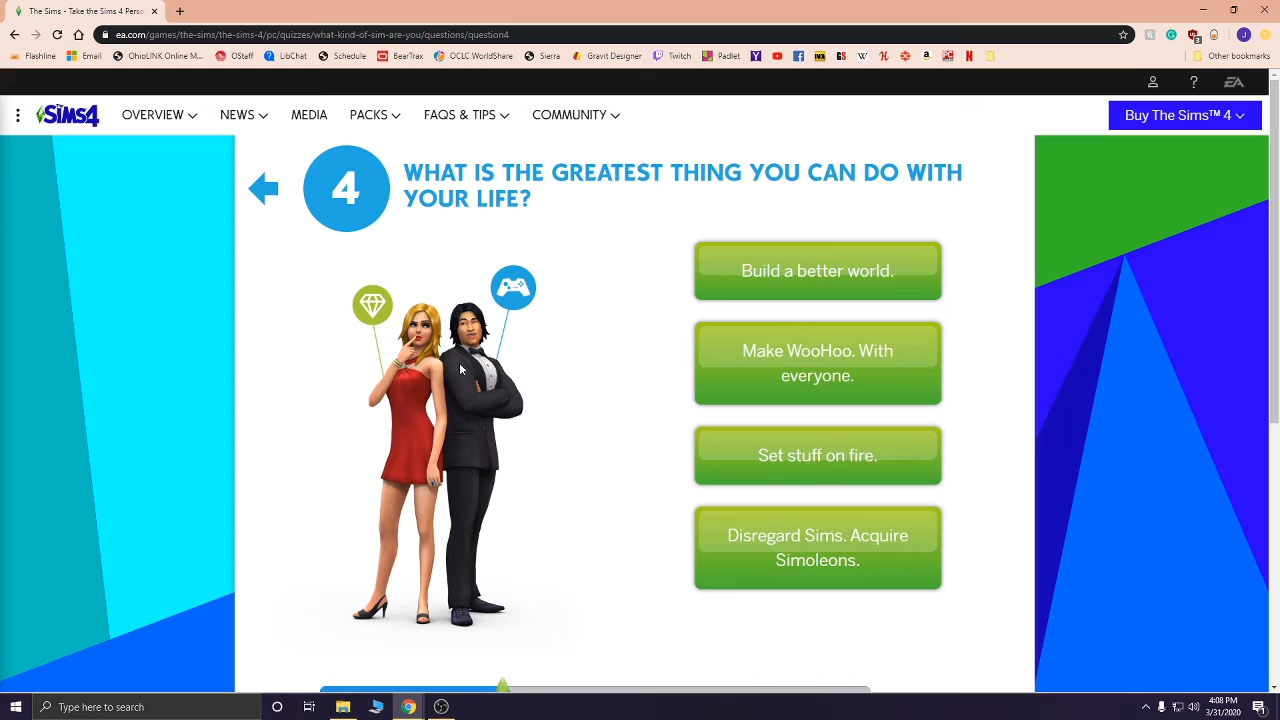 The Sims - The Sims 4 Perso
ea.com/games/the-sims/the-sims-4/pc/quizzes/what-kind-of-sim-are-you/questions/question4
Flashline
Email
OhioLINK Online M...
OStaff
LibChat
Schedule
BearTrax
OCLC WorldShare
Sierra
Gravit Designer
Twitch
Padlet
Facebook
Other bookmarks
The SiMS4
OVERVIEW
NEWS
MEDIA
PACKS
FAQS & TIPS
COMMUNITY
Buy The Sims™ 4
4
WHAT IS THE GREATEST THING YOU CAN DO WITH
YOUR LIFE?
Build a better world.
Make WooHoo. With
everyone.
Set stuff on fire.
Disregard Sims. Acquire
Simoleons.
Type here to search
4:08 PM
3/31/2020